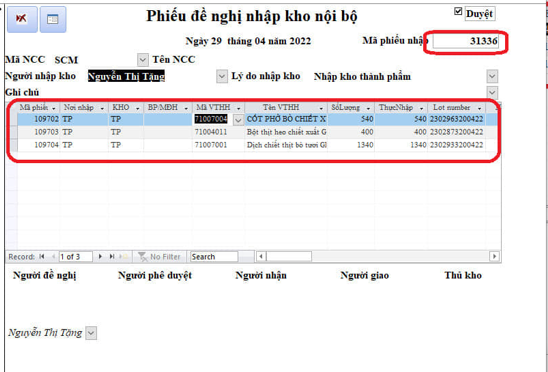 Phiếu đề nghị nhập kho nội bộ
Duyệt
Ngày 29 tháng 04 năm 2022 Mã phiếu nhập 31336
Mã NCC SCM Tên NCC
Người nhập kho Nguyễn Thị Tặng Lý do nhập kho Nhập kho thành phẩm
Ghi chú
Mã phiết Nơi nhập KHO BP/MĐH Mã VTHH Tên VTHH SốLượng ThựcNhập Lot number
109702 TP TP 71007004 CỐT PHỞ BÒ CHIẾT X 540 540 2302963200422
109703 TP TP 71004011 Bột thịt heo chiết xuất G 400 400 2302873200422
109704 TP TP 71007001 Dịch chiết thịt bò tươi Gl 1340 1340 2302933200422
Record: 1 of 3 No Filter Search
Người đề nghị Người phê duyệt Người nhận Người giao Thủ kho
Nguyễn Thị Tặng